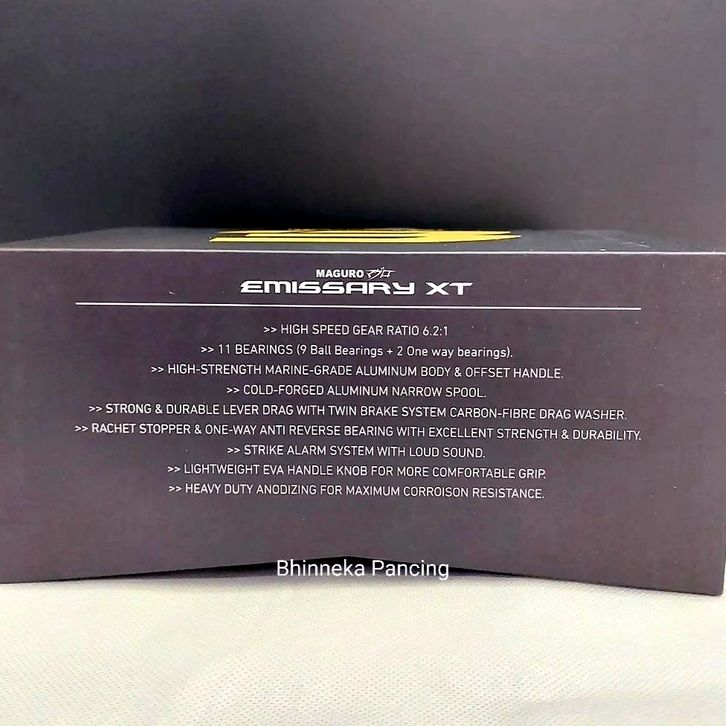 MAGURO
EMISSARY XT
>> HIGH SPEED GEAR RATIO 6.2:1
>> 11 BEARINGS (9 Ball Bearings + 2 One way bearings).
>> HIGH-STRENGTH MARINE-GRADE ALUMINUM BODY & OFFSET HANDLE.
>> COLD-FORGED ALUMINUM NARROW SPOOL.
>> STRONG & DURABLE LEVER DRAG WITH TWIN BRAKE SYSTEM CARBON-FIBRE DRAG WASHER.
>> RACHET STOPPER & ONE-WAY ANTI REVERSE BEARING WITH EXCELLENT STRENGTH & DURABILITY.
>> STRIKE ALARM SYSTEM WITH LOUD SOUND.
>> LIGHTWEIGHT EVA HANDLE KNOB FOR MORE COMFORTABLE GRIP.
>> HEAVY DUTY ANODIZING FOR MAXIMUM CORROISON RESISTANCE.
Bhinneka Pancing